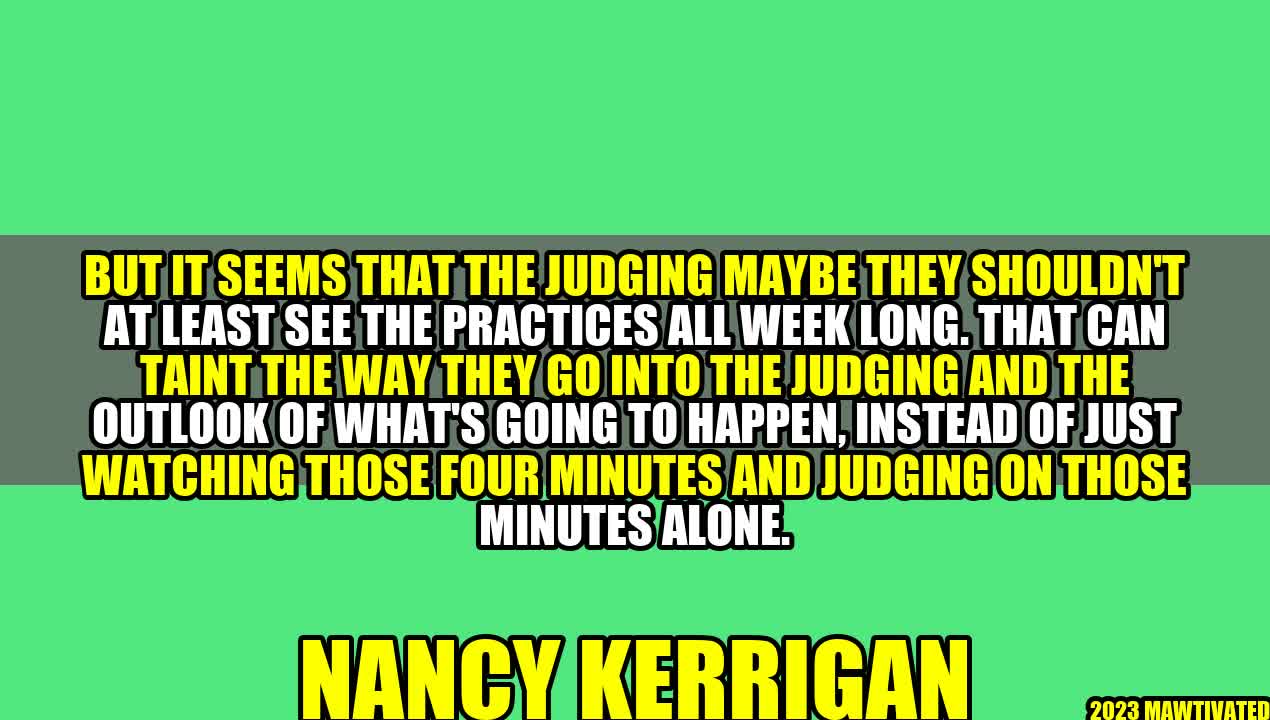 BUT IT SEEMS THAT THE JUDGING MAYBE THEY SHOULDN'T
AT LEAST SEE THE PRACTICES ALL WEEK LONG. THAT CAN
TAINT THE WAY THEY GO INTO THE JUDGING AND THE
OUTLOOK OF WHAT'S GOING TO HAPPEN, INSTEAD OF JUST
WATCHING THOSE FOUR MINUTES AND JUDGING ON THOSE
MINUTES ALONE.
NANCY KERRIGAN
2023 MAWTIVATED